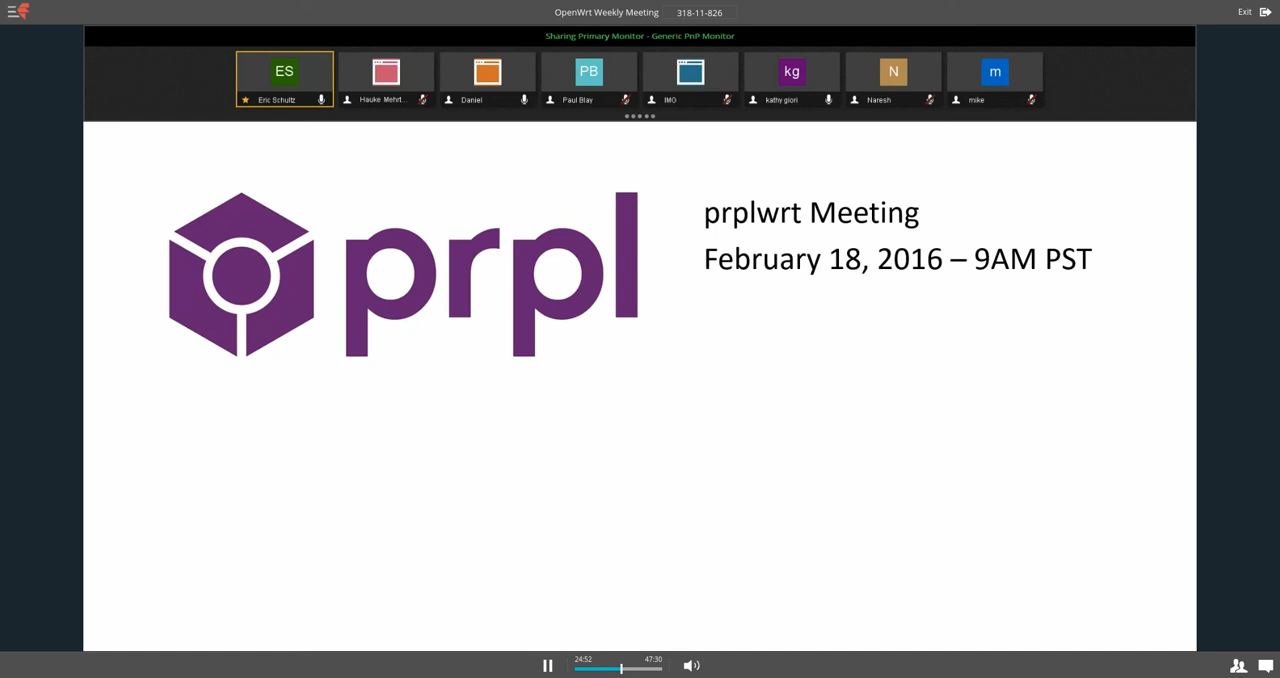 OpenWrt Weekly Meeting 318-11-826 Exit
Sharing Primary Monitor - Generic PnP Monitor
ES PB kg N m
Eric Schultz Hauke Mehrt... Daniel Paul Blay IMG kathy giori Naresh mike
prpl
prplwrt Meeting
February 18, 2016 – 9AM PST
24:52 47:30